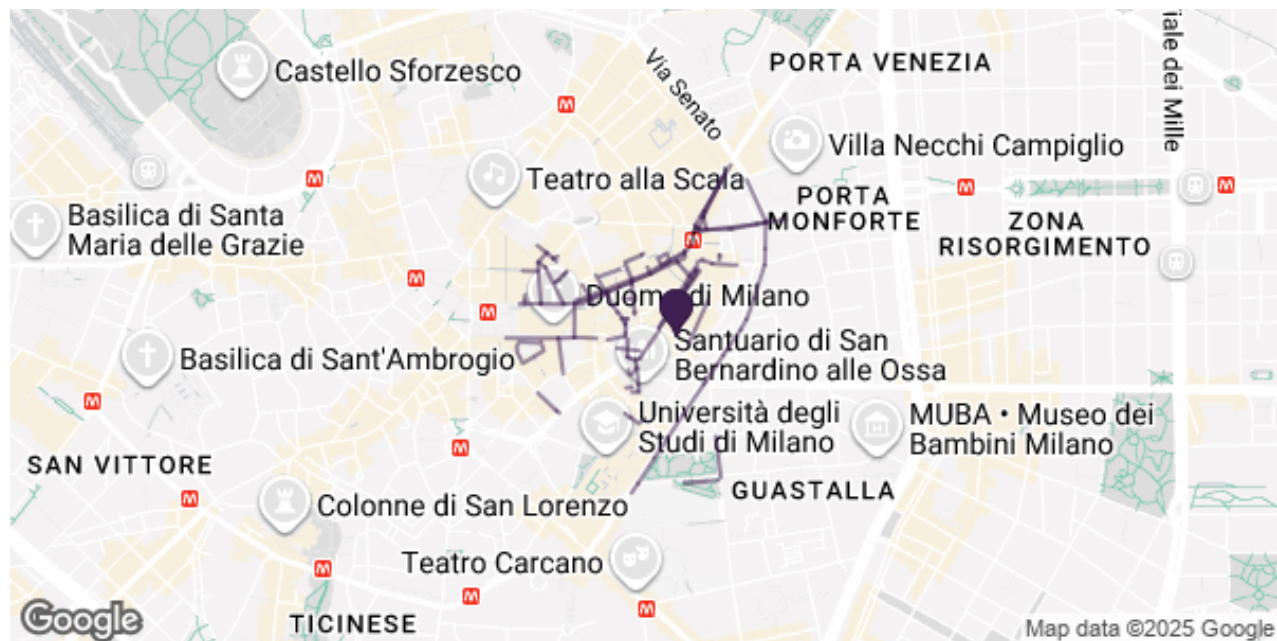 iale dei Mille
Via Senato
PORTA VENEZIA
Castello Sforzesco
Villa Necchi Campiglio
Teatro alla Scala
PORTA
MONFORTE
Basilica di Santa
Maria delle Grazie
ZONA
RISORGIMENTO
Duomo di Milano
Santuario di San
Bernardino alle Ossa
Basilica di Sant'Ambrogio
Università degli
Studi di Milano
MUBA • Museo dei
Bambini Milano
SAN VITTORE
GUASTALLA
Colonne di San Lorenzo
Teatro Carcano
TICINESE
Google
Map data ©2025 Google